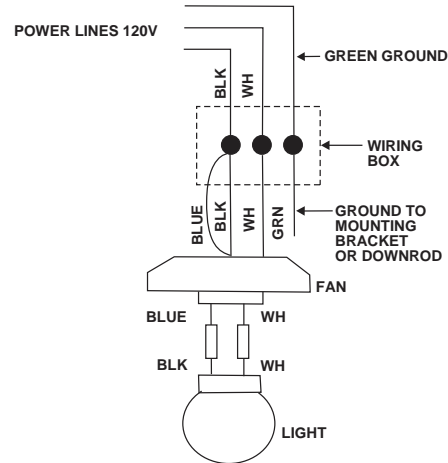 POWER LINES 120V
GREEN GROUND
BLK
WH
WIRING
BOX
BLUE
BLK
WH
GRN
GROUND TO
MOUNTING
BRACKET
OR DOWNROD
FAN
BLUE
WH
BLK
WH
LIGHT